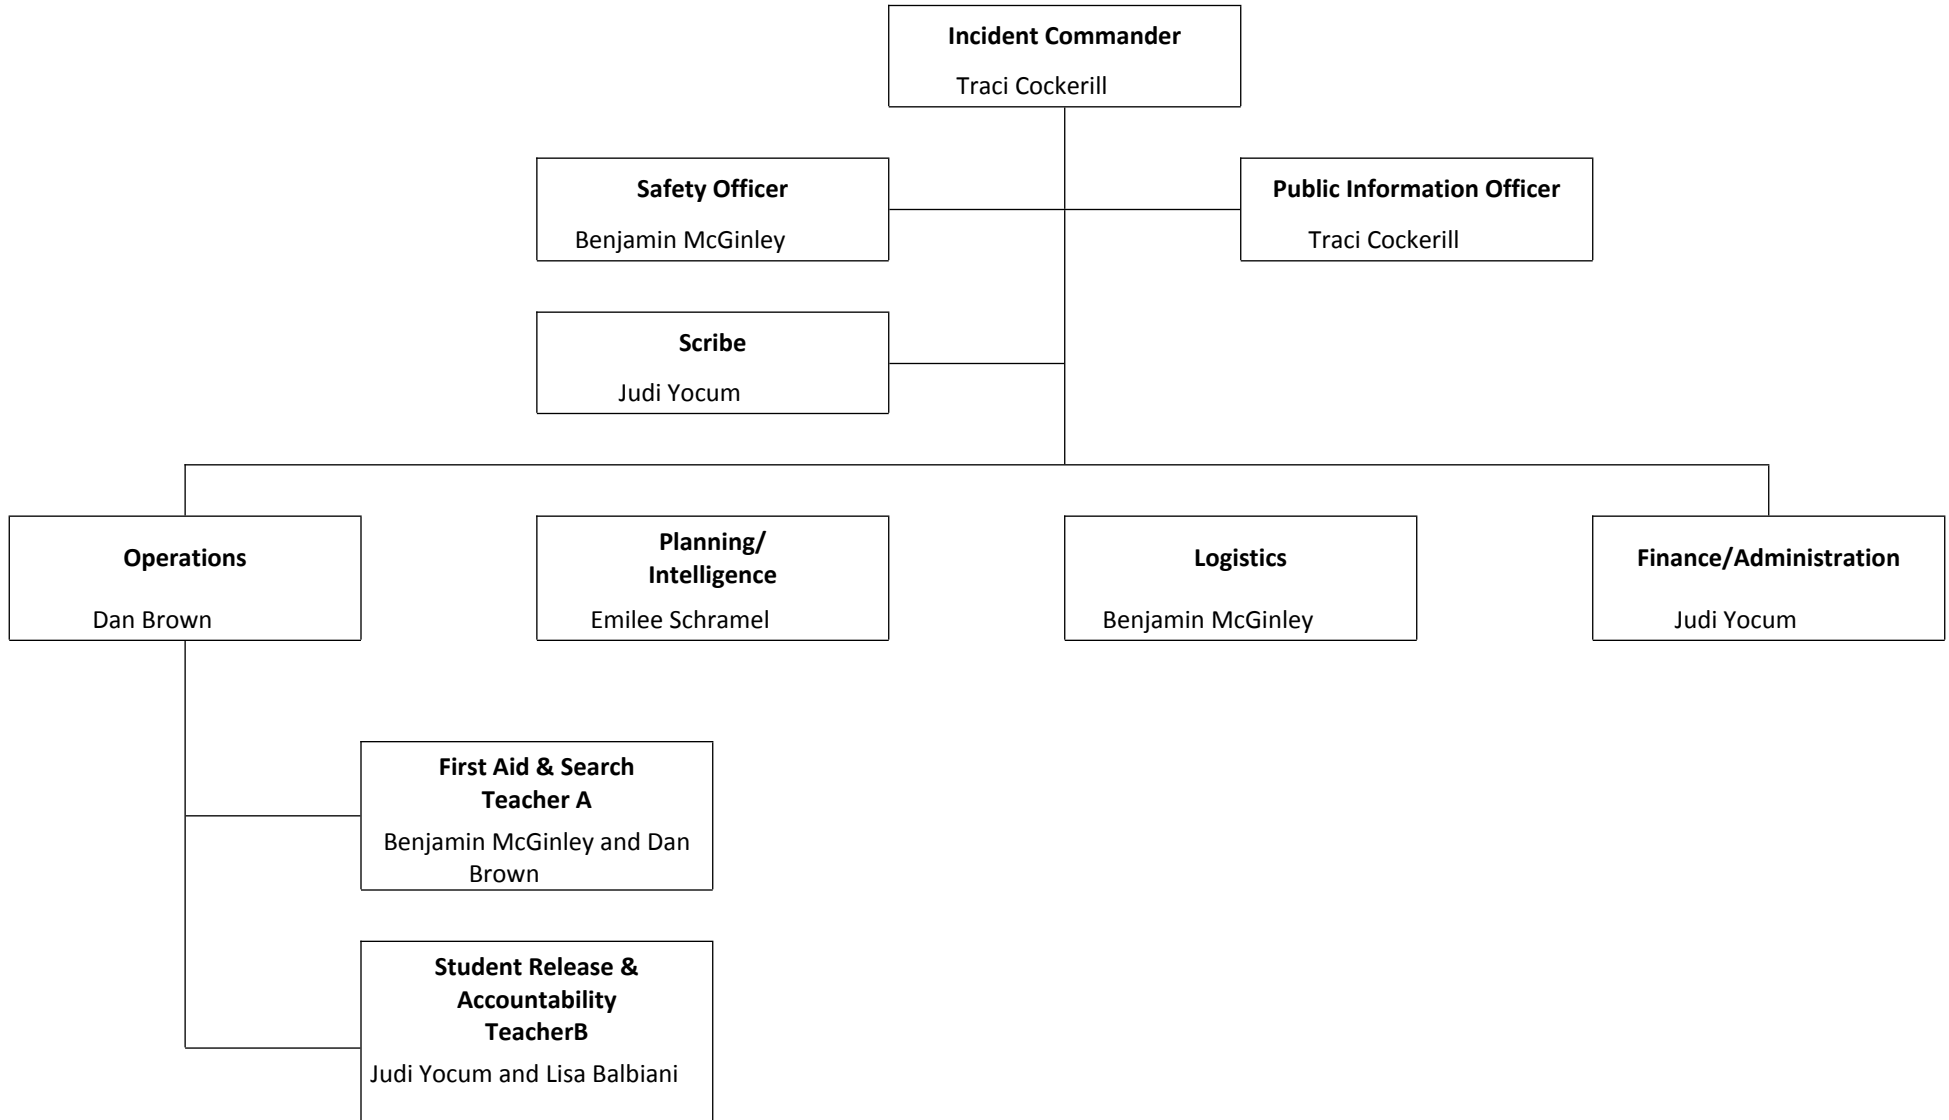 Incident Commander
Traci Cockerill
Safety Officer
Benjamin McGinley
Public Information Officer
Traci Cockerill
Scribe
Judi Yocum
Operations
Dan Brown
Planning/
Intelligence
Emilee Schramel
Logistics
Benjamin McGinley
Finance/Administration
Judi Yocum
First Aid & Search
Teacher A
Benjamin McGinley and Dan
Brown
Student Release &
Accountability
TeacherB
Judi Yocum and Lisa Balbiani